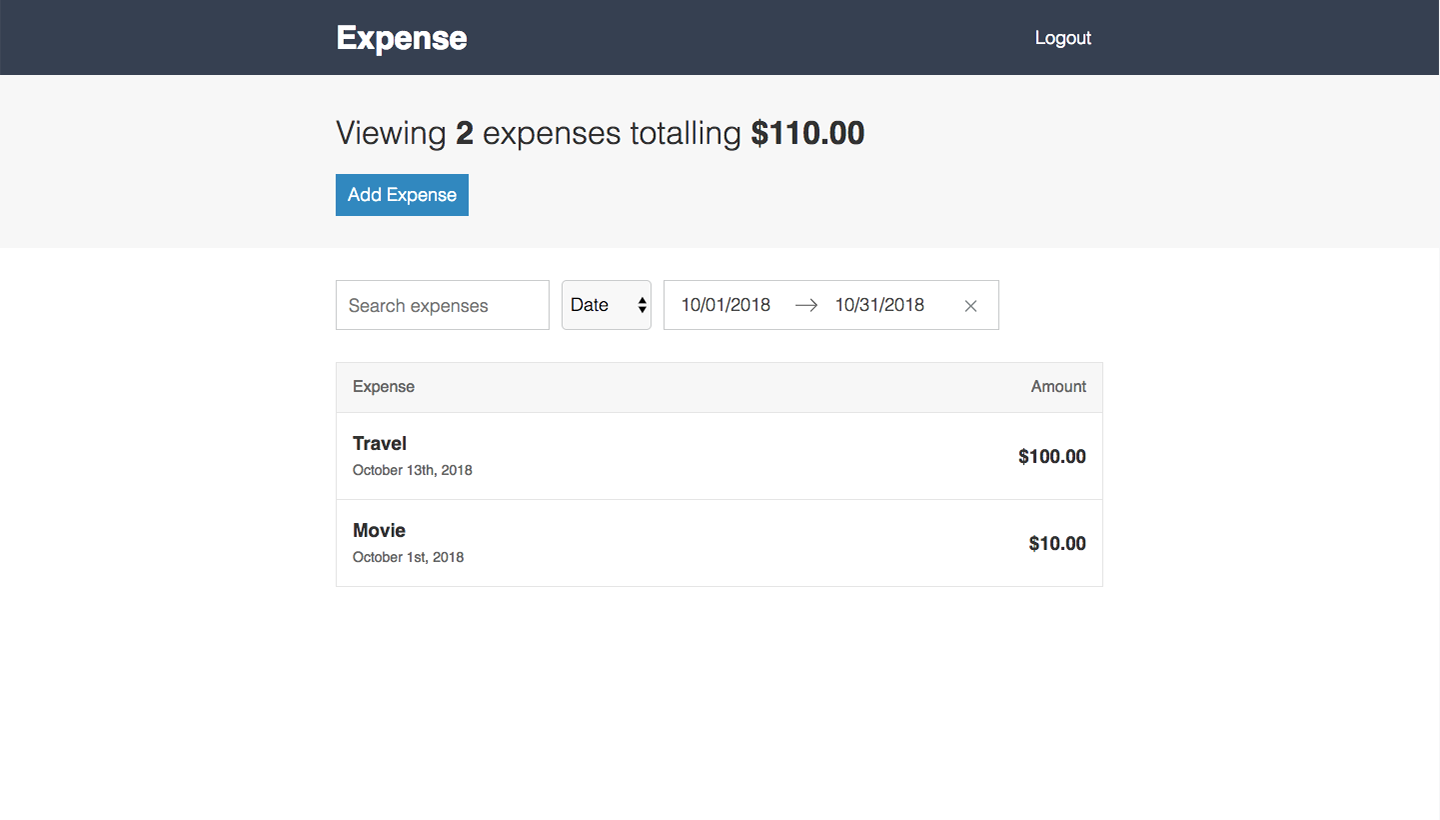 Expense
Logout
Viewing 2 expenses totalling $110.00
Add Expense
Search expenses
Date
10/01/2018 → 10/31/2018
Expense
Amount
Travel
October 13th, 2018
$100.00
Movie
October 1st, 2018
$10.00